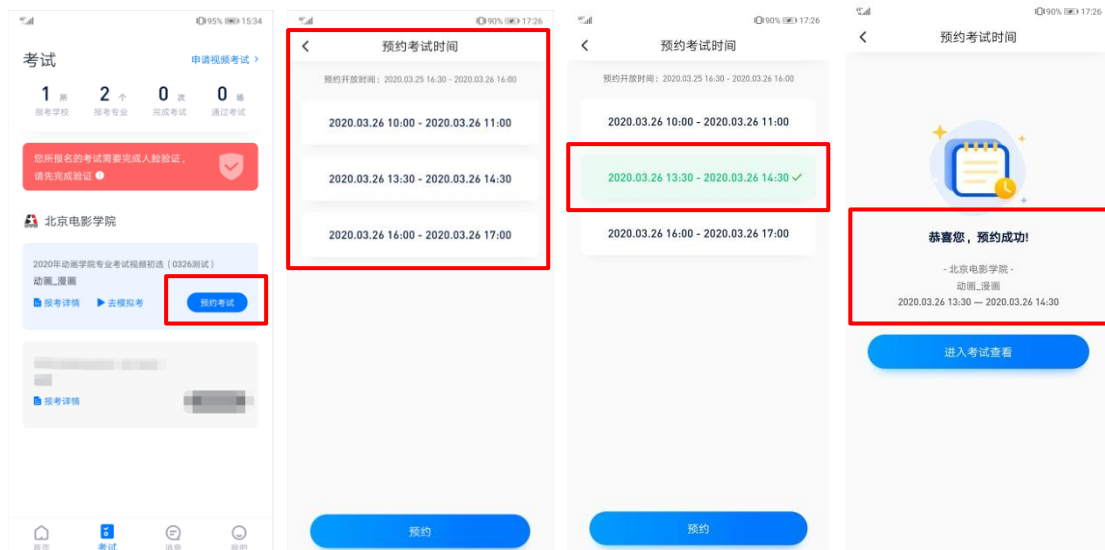 95% 15:34
考试
申请视频考试 >
1 所 2 个 0 次 0 场
报考学校 报考专业 完成考试 通过考试
您所报名的考试需要完成人脸验证，
请先完成验证
北京电影学院
2020年动画学院专业考试视频初选（0326测试）
动画_漫画
报考详情 去模拟考 预约考试
报考详情
首页 考试 消息 我的
90% 17:26
预约考试时间
预约开放时间：2020.03.25 16:30 - 2020.03.26 16:00
2020.03.26 10:00 - 2020.03.26 11:00
2020.03.26 13:30 - 2020.03.26 14:30
2020.03.26 16:00 - 2020.03.26 17:00
预约
90% 17:26
预约考试时间
预约开放时间：2020.03.25 16:30 - 2020.03.26 16:00
2020.03.26 10:00 - 2020.03.26 11:00
2020.03.26 13:30 - 2020.03.26 14:30
2020.03.26 16:00 - 2020.03.26 17:00
预约
90% 17:26
预约考试时间
恭喜您，预约成功!
- 北京电影学院 -
动画_漫画
2020.03.26 13:30 — 2020.03.26 14:30
进入考试查看